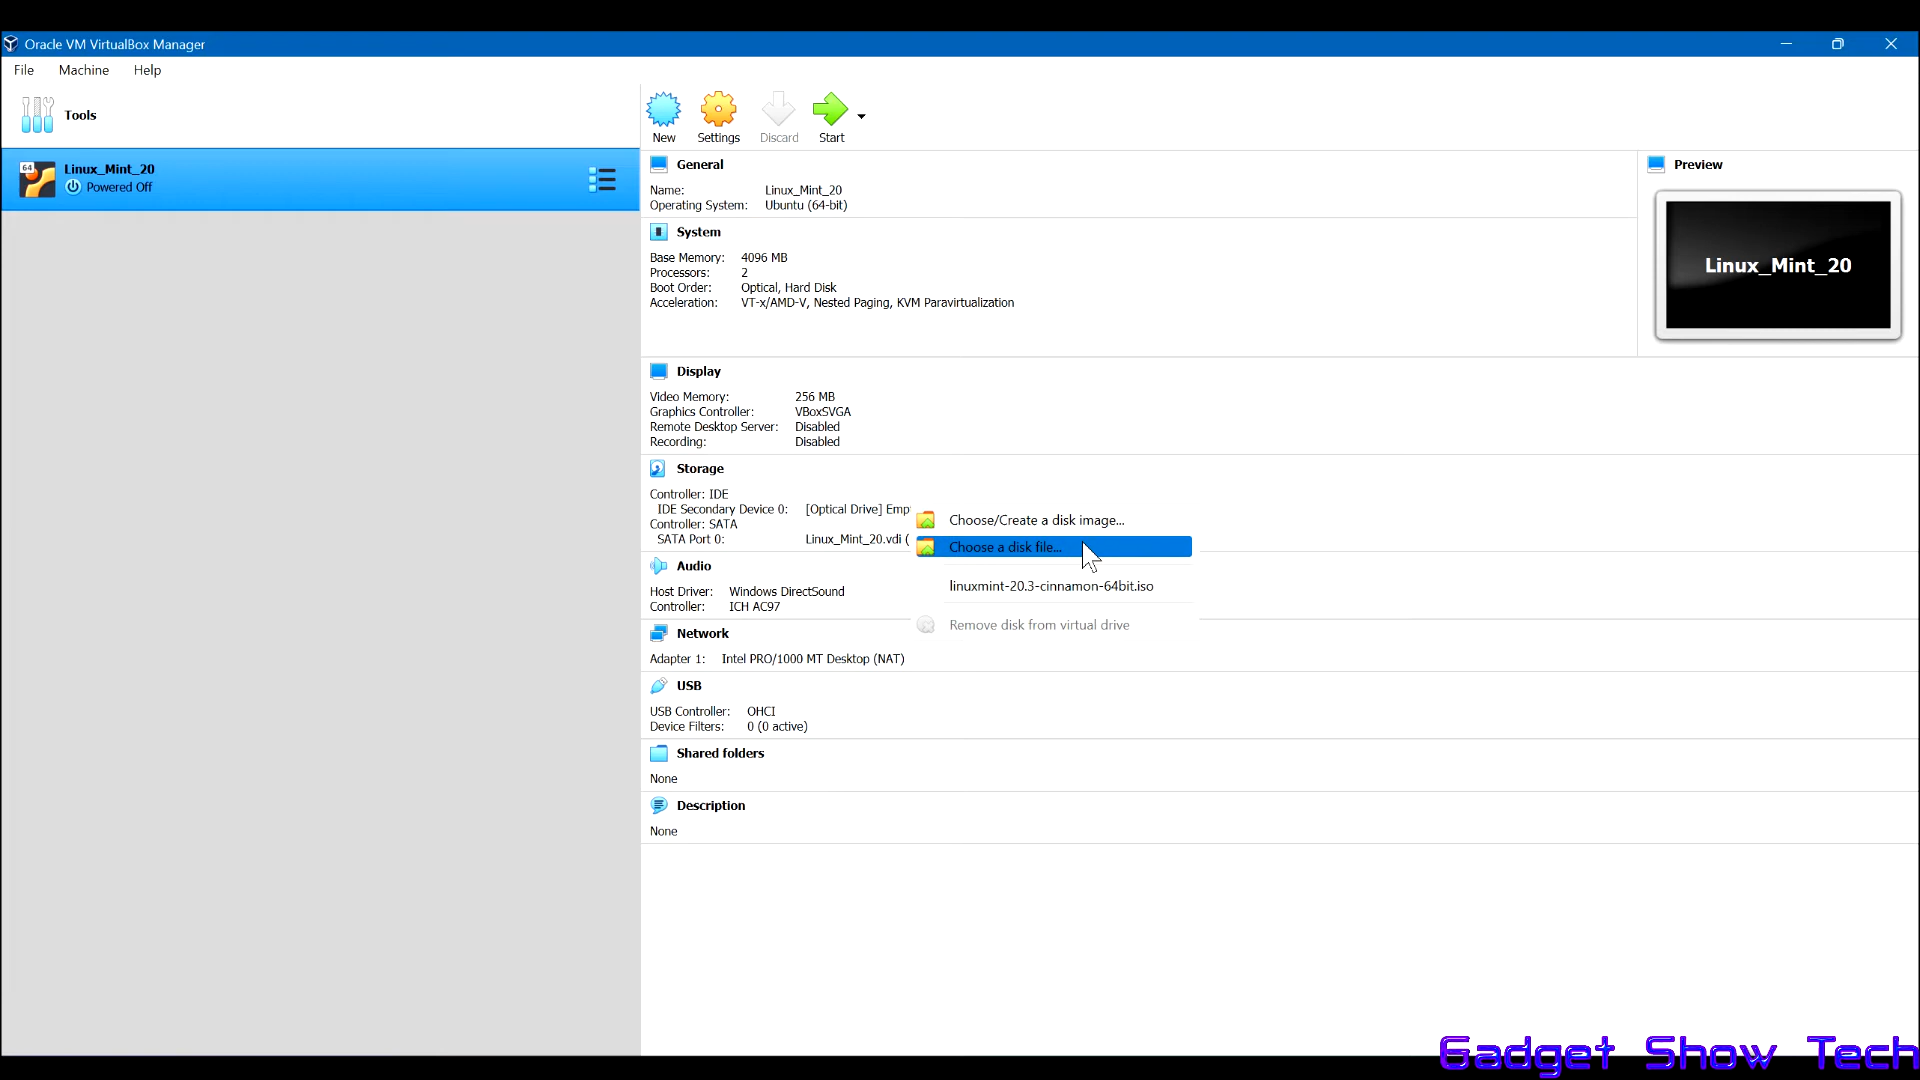 Oracle VM VirtualBox Manager
File Machine Help
Tools
New Settings Discard Start
64
Linux_Mint_20
Powered Off
General
Name: Linux_Mint_20
Operating System: Ubuntu (64-bit)
System
Base Memory: 4096 MB
Processors: 2
Boot Order: Optical, Hard Disk
Acceleration: VT-x/AMD-V, Nested Paging, KVM Paravirtualization
Preview
Linux_Mint_20
Display
Video Memory: 256 MB
Graphics Controller: VBoxSVGA
Remote Desktop Server: Disabled
Recording: Disabled
Storage
Controller: IDE
IDE Secondary Device 0: [Optical Drive] Emp
Controller: SATA
SATA Port 0: Linux_Mint_20.vdi (
Choose/Create a disk image...
Choose a disk file...
linuxmint-20.3-cinnamon-64bit.iso
Remove disk from virtual drive
Audio
Host Driver: Windows DirectSound
Controller: ICH AC97
Network
Adapter 1: Intel PRO/1000 MT Desktop (NAT)
USB
USB Controller: OHCI
Device Filters: 0 (0 active)
Shared folders
None
Description
None
Gadget Show Tech